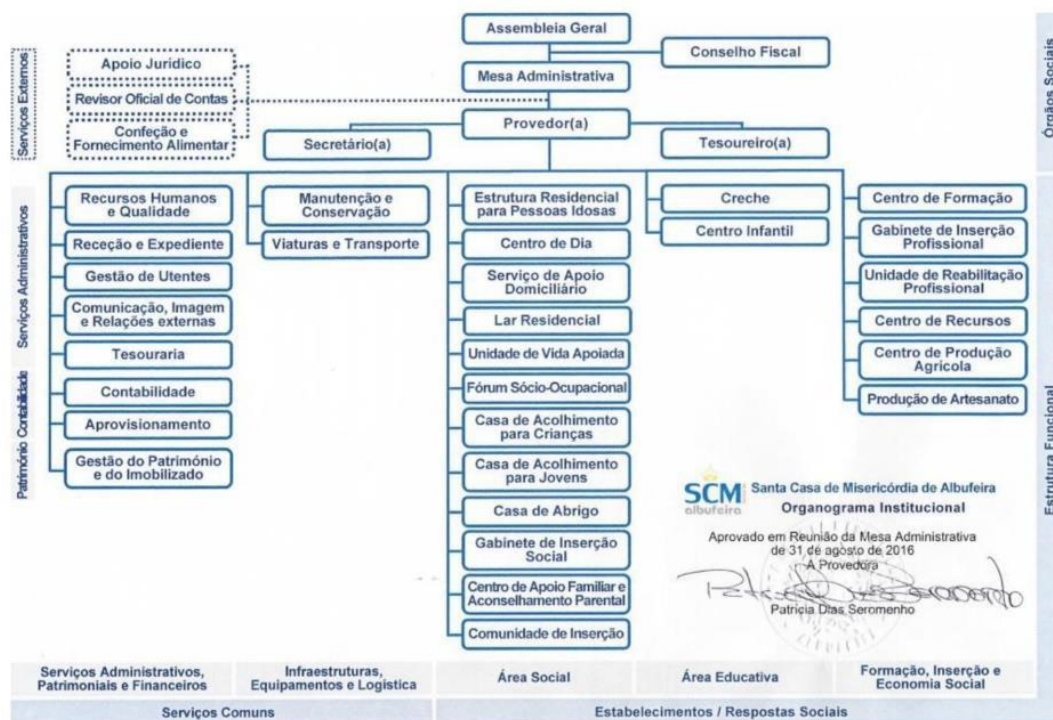 Assembleia Geral
Conselho Fiscal
Mesa Administrativa
Provedor(a)
Secretário(a)
Tesoureiro(a)
Serviços Externos
Apoio Jurídico
Revisor Oficial de Contas
Confeção e
Fornecimento Alimentar
Órgãos Sociais
Serviços Administrativos
Contabilidade
Património
Recursos Humanos
e Qualidade
Receção e Expediente
Gestão de Utentes
Comunicação, Imagem
e Relações externas
Tesouraria
Contabilidade
Aprovisionamento
Gestão do Património
e do Imobilizado
Manutenção e
Conservação
Viaturas e Transporte
Estrutura Residencial
para Pessoas Idosas
Centro de Dia
Serviço de Apoio
Domiciliário
Lar Residencial
Unidade de Vida Apoiada
Fórum Sócio-Ocupacional
Casa de Acolhimento
para Crianças
Casa de Acolhimento
para Jovens
Casa de Abrigo
Gabinete de Inserção
Social
Centro de Apoio Familiar e
Aconselhamento Parental
Comunidade de Inserção
Creche
Centro Infantil
Centro de Formação
Gabinete de Inserção
Profissional
Unidade de Reabilitação
Profissional
Centro de Recursos
Centro de Produção
Agrícola
Produção de Artesanato
Estrutura Funcional
SCM
albufeira
Santa Casa de Misericórdia de Albufeira
Organograma Institucional
Aprovado em Reunião da Mesa Administrativa
de 31 de agosto de 2016
A Provedora
Patrícia Dias Seromenho
Serviços Administrativos,
Patrimoniais e Financeiros
Infraestruturas,
Equipamentos e Logística
Área Social
Área Educativa
Formação, Inserção e
Economia Social
Serviços Comuns
Estabelecimentos / Respostas Sociais